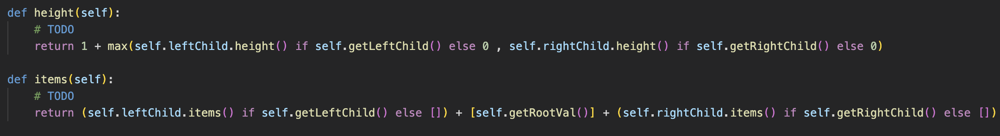 def height(self):
    # TODO
    return 1 + max(self.leftChild.height() if self.getLeftChild() else 0 , self.rightChild.height() if self.getRightChild() else 0)
def items(self):
    # TODO
    return (self.leftChild.items() if self.getLeftChild() else []) + [self.getRootVal()] + (self.rightChild.items() if self.getRightChild() else [])